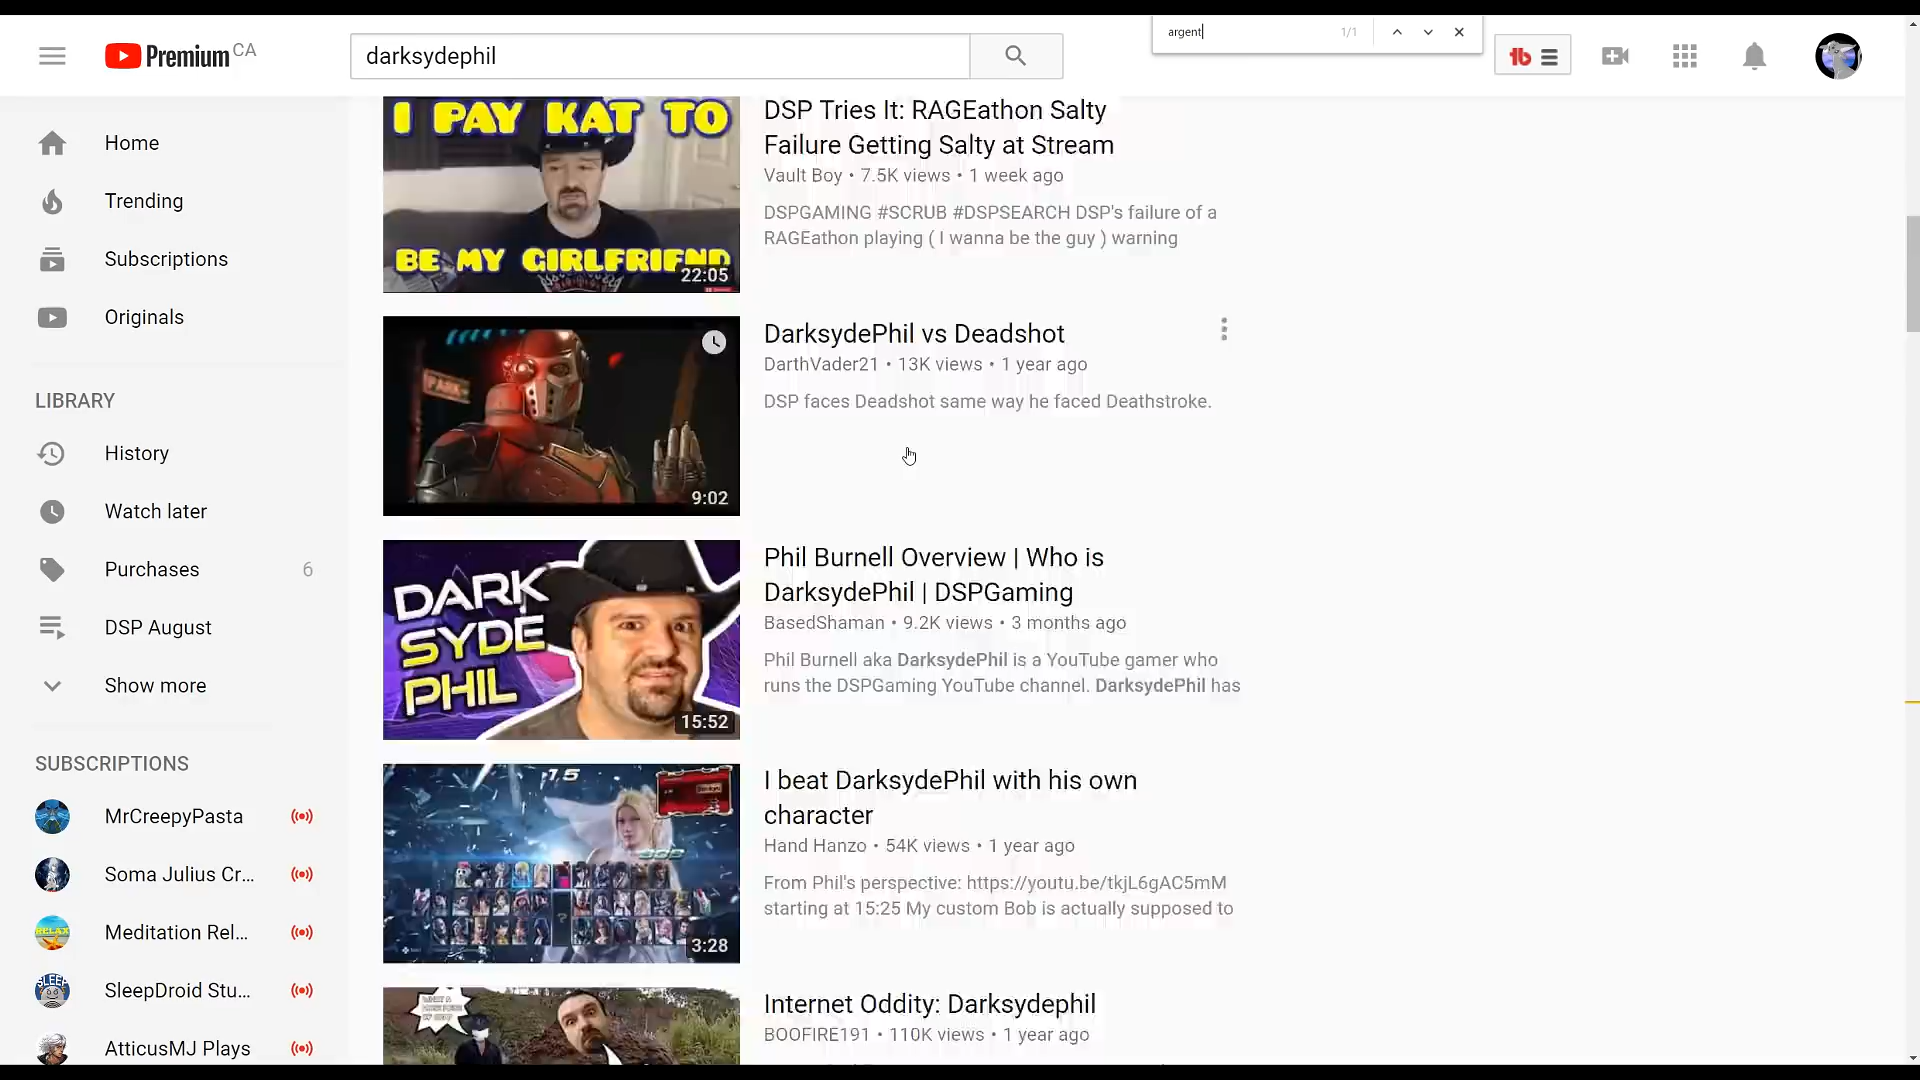 argent
1/1
Premium CA
darksydephil
Home
Trending
Subscriptions
Originals
LIBRARY
History
Watch later
Purchases 6
DSP August
Show more
SUBSCRIPTIONS
MrCreepyPasta
Soma Julius Cr...
Meditation Rel...
SleepDroid Stu...
AtticusMJ Plays
I PAY KAT TO
BE MY GIRLFRIEND
22:05
DSP Tries It: RAGEathon Salty
Failure Getting Salty at Stream
Vault Boy • 7.5K views • 1 week ago
DSPGAMING #SCRUB #DSPSEARCH DSP's failure of a
RAGEathon playing ( I wanna be the guy ) warning
9:02
DarksydePhil vs Deadshot
DarthVader21 • 13K views • 1 year ago
DSP faces Deadshot same way he faced Deathstroke.
DARK
SYDE
PHIL
15:52
Phil Burnell Overview | Who is
DarksydePhil | DSPGaming
BasedShaman • 9.2K views • 3 months ago
Phil Burnell aka DarksydePhil is a YouTube gamer who
runs the DSPGaming YouTube channel. DarksydePhil has
15
3:28
I beat DarksydePhil with his own
character
Hand Hanzo • 54K views • 1 year ago
From Phil's perspective: https://youtu.be/tkjL6gAC5mM
starting at 15:25 My custom Bob is actually supposed to
Internet Oddity: Darksydephil
BOOFIRE191 • 110K views • 1 year ago